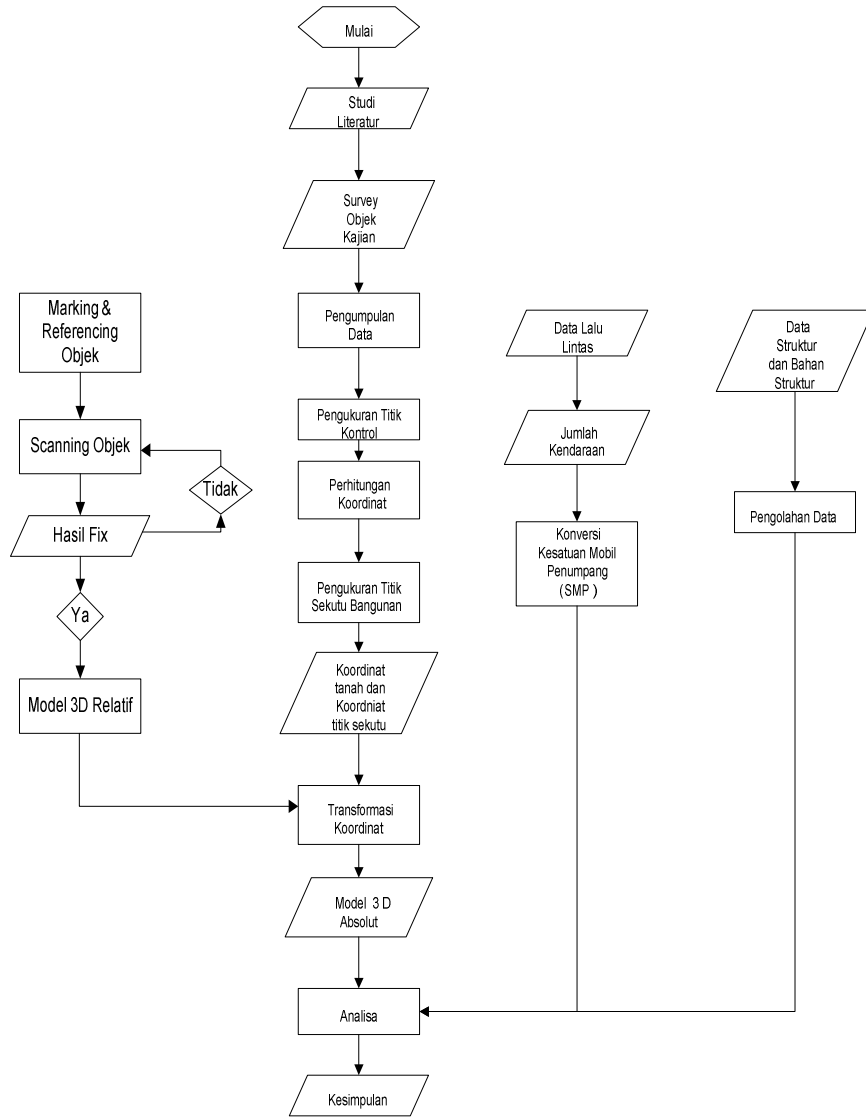 Mulai
Studi
Literatur
Survey
Objek
Kajian
Marking &
Referencing
Objek
Pengumpulan
Data
Data Lalu
Lintas
Data
Struktur
dan Bahan
Struktur
Scanning Objek
Pengukuran Titik
Kontrol
Jumlah
Kendaraan
Tidak
Perhitungan
Koordinat
Pengolahan Data
Hasil Fix
Konversi
Kesatuan Mobil
Penumpang
( SMP )
Pengukuran Titik
Sekutu Bangunan
Ya
Koordinat
tanah dan
Koordniat
titik sekutu
Model 3D Relatif
Transformasi
Koordinat
Model 3 D
Absolut
Analisa
Kesimpulan